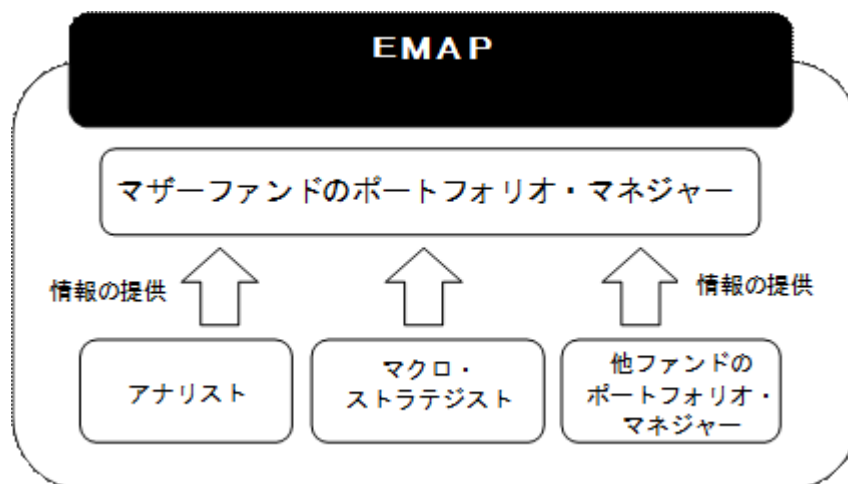 EMAP
マザーファンドのポートフォリオ・マネジャー
情報の提供
情報の提供
アナリスト
マクロ・
ストラテジスト
他ファンドの
ポートフォリオ・
マネジャー